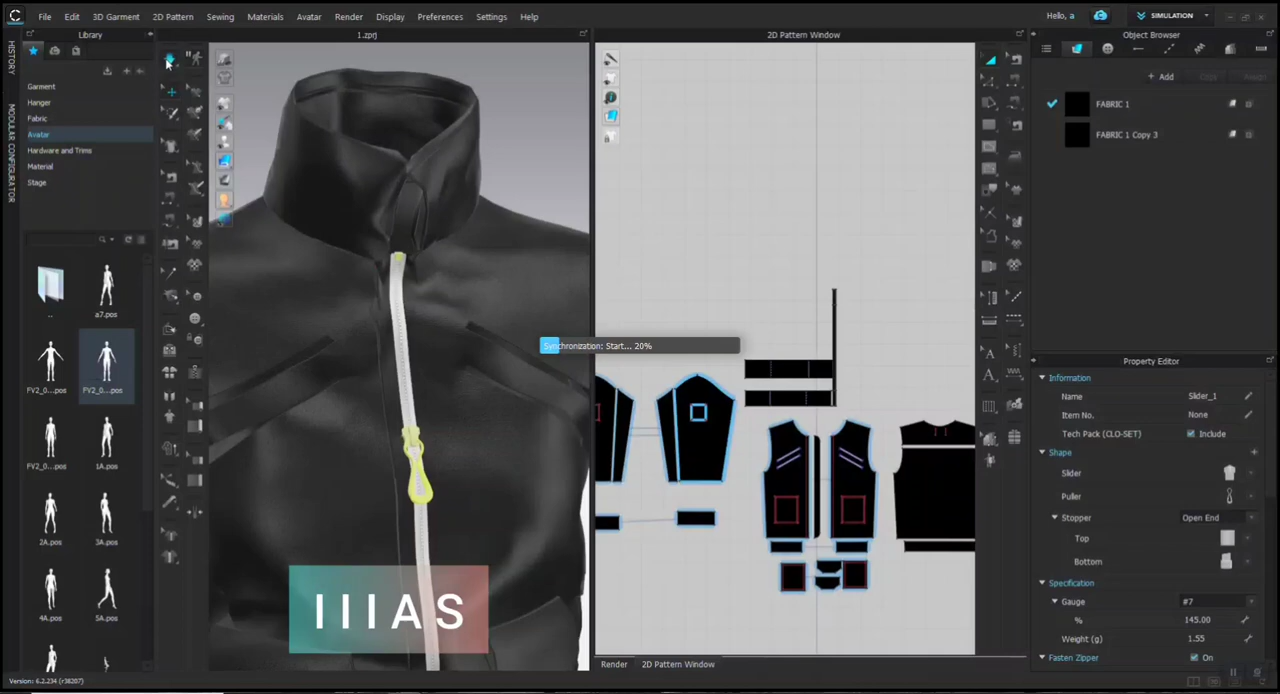 File Edit 3D Garment 2D Pattern Sewing Materials Avatar Render Display Preferences Settings Help
Hello, a
SIMULATION
HISTORY
MODULAR CONFIGURATOR
Library
Garment
Hanger
Fabric
Avatar
Hardware and Trims
Material
Stage
..
a7.pos
FV2_0...pos
FV2_0...pos
FV2_0...pos
1A.pos
2A.pos
3A.pos
4A.pos
5A.pos
Version: 6.2.234 (r38207)
1.zprj
Synchronization: Start... 20%
IIIAS
2D Pattern Window
Render
2D Pattern Window
Object Browser
+ Add
FABRIC 1
FABRIC 1 Copy 3
Property Editor
Information
Name Slider_1
Item No. None
Tech Pack (CLO-SET) Include
Shape
Slider
Puller
Stopper Open End
Top
Bottom
Specification
Gauge #7
% 145.00
Weight (g) 1.55
Fasten Zipper On